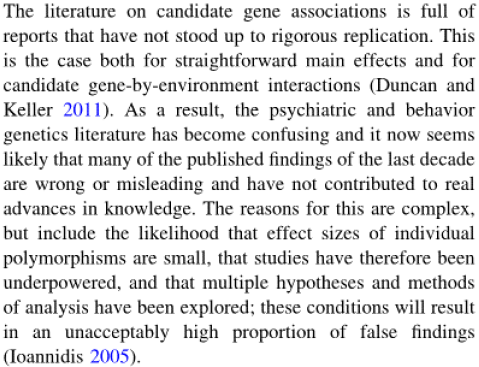 The literature on candidate gene associations is full of
reports that have not stood up to rigorous replication. This
is the case both for straightforward main effects and for
candidate gene-by-environment interactions (Duncan and
Keller 2011). As a result, the psychiatric and behavior
genetics literature has become confusing and it now seems
likely that many of the published findings of the last decade
are wrong or misleading and have not contributed to real
advances in knowledge. The reasons for this are complex,
but include the likelihood that effect sizes of individual
polymorphisms are small, that studies have therefore been
underpowered, and that multiple hypotheses and methods
of analysis have been explored; these conditions will result
in an unacceptably high proportion of false findings
(Ioannidis 2005).